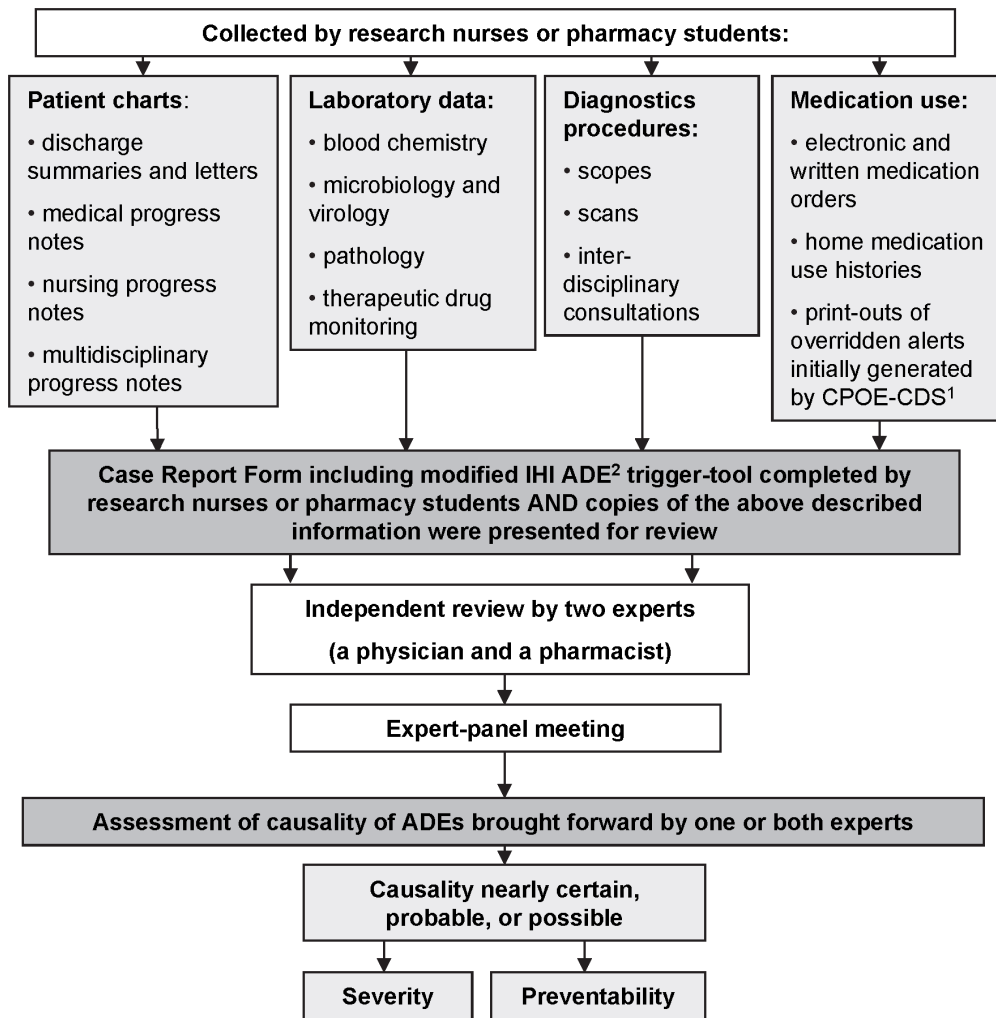 Collected by research nurses or pharmacy students:
Patient charts:
• discharge
summaries and letters
• medical progress
notes
• nursing progress
notes
• multidisciplinary
progress notes
Laboratory data:
• blood chemistry
• microbiology and
virology
• pathology
• therapeutic drug
monitoring
Diagnostics
procedures:
• scopes
• scans
• inter-
disciplinary
consultations
Medication use:
• electronic and
written medication
orders
• home medication
use histories
• print-outs of
overridden alerts
initially generated
by CPOE-CDS¹
Case Report Form including modified IHI ADE² trigger-tool completed by
research nurses or pharmacy students AND copies of the above described
information were presented for review
Independent review by two experts
(a physician and a pharmacist)
Expert-panel meeting
Assessment of causality of ADEs brought forward by one or both experts
Causality nearly certain,
probable, or possible
Severity
Preventability